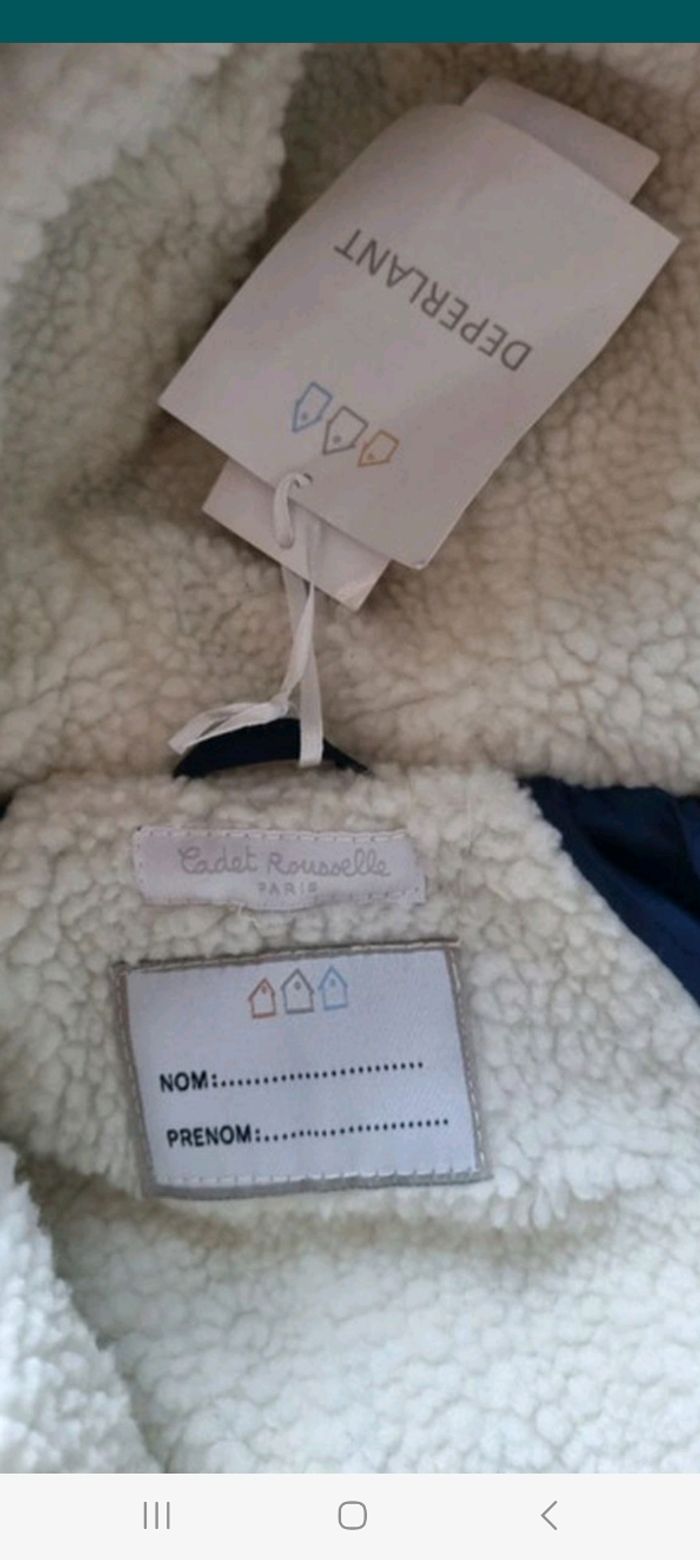 DEPERLANT
Cadet Rousselle
PARIS
NOM:........................
PRENOM:......................